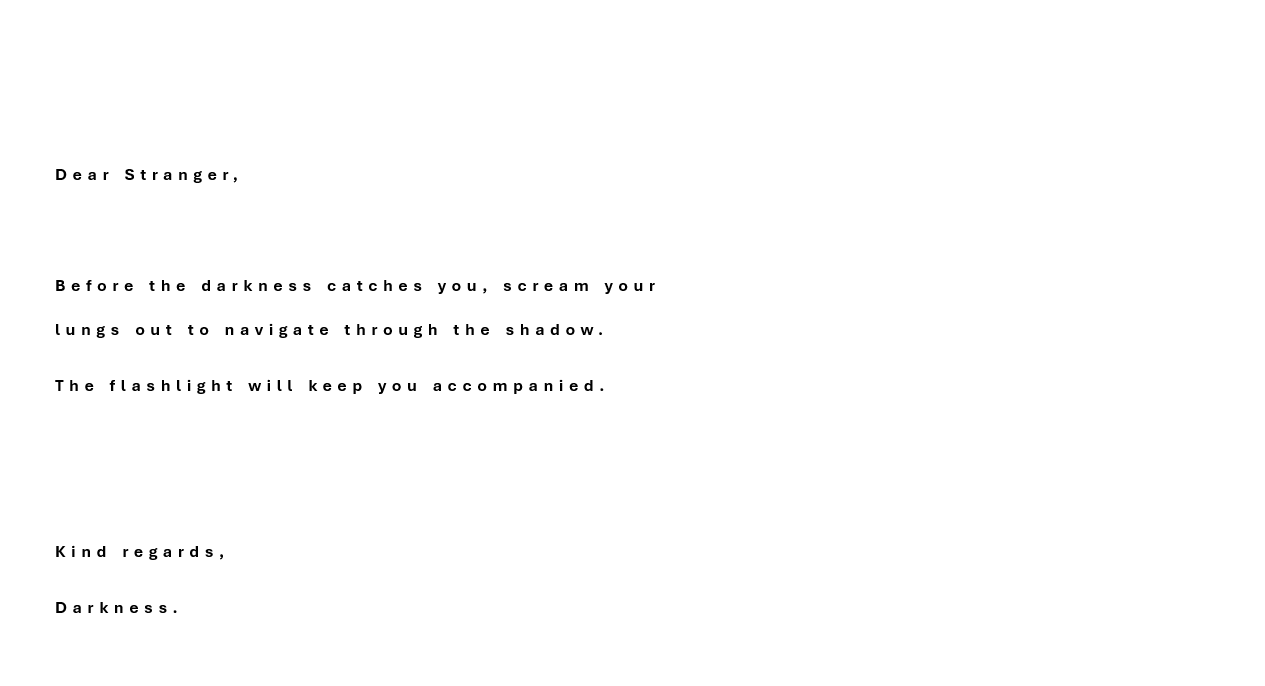 Dear Stranger,
Before the darkness catches you, scream your
lungs out to navigate through the shadow.
The flashlight will keep you accompanied.
Kind regards,
Darkness.